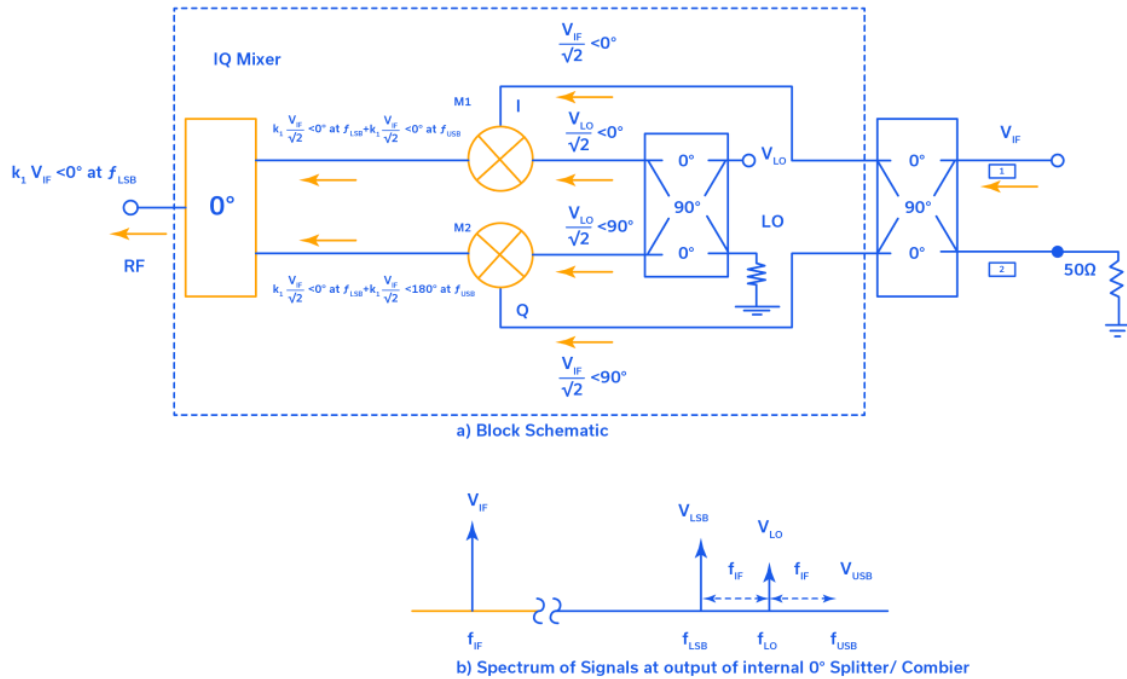 V_IF/√2 <0°
IQ Mixer
M1
I
k₁ V_IF/√2 <0° at f_LSB+k₁ V_IF/√2 <0° at f_USB
V_LO/√2 <0°
0°
V_LO
0°
V_IF
1
k₁ V_IF <0° at f_LSB
0°
90°
90°
LO
M2
V_LO/√2 <90°
RF
0°
0°
2
50Ω
k₁ V_IF/√2 <0° at f_LSB+k₁ V_IF/√2 <180° at f_USB
Q
V_IF/√2 <90°
a) Block Schematic
V_IF
V_LSB
V_LO
f_IF
f_IF
V_USB
f_IF
f_LSB
f_LO
f_USB
b) Spectrum of Signals at output of internal 0° Splitter/ Combier